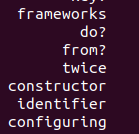 frameworks
do?
from?
twice
constructor
identifier
configuring